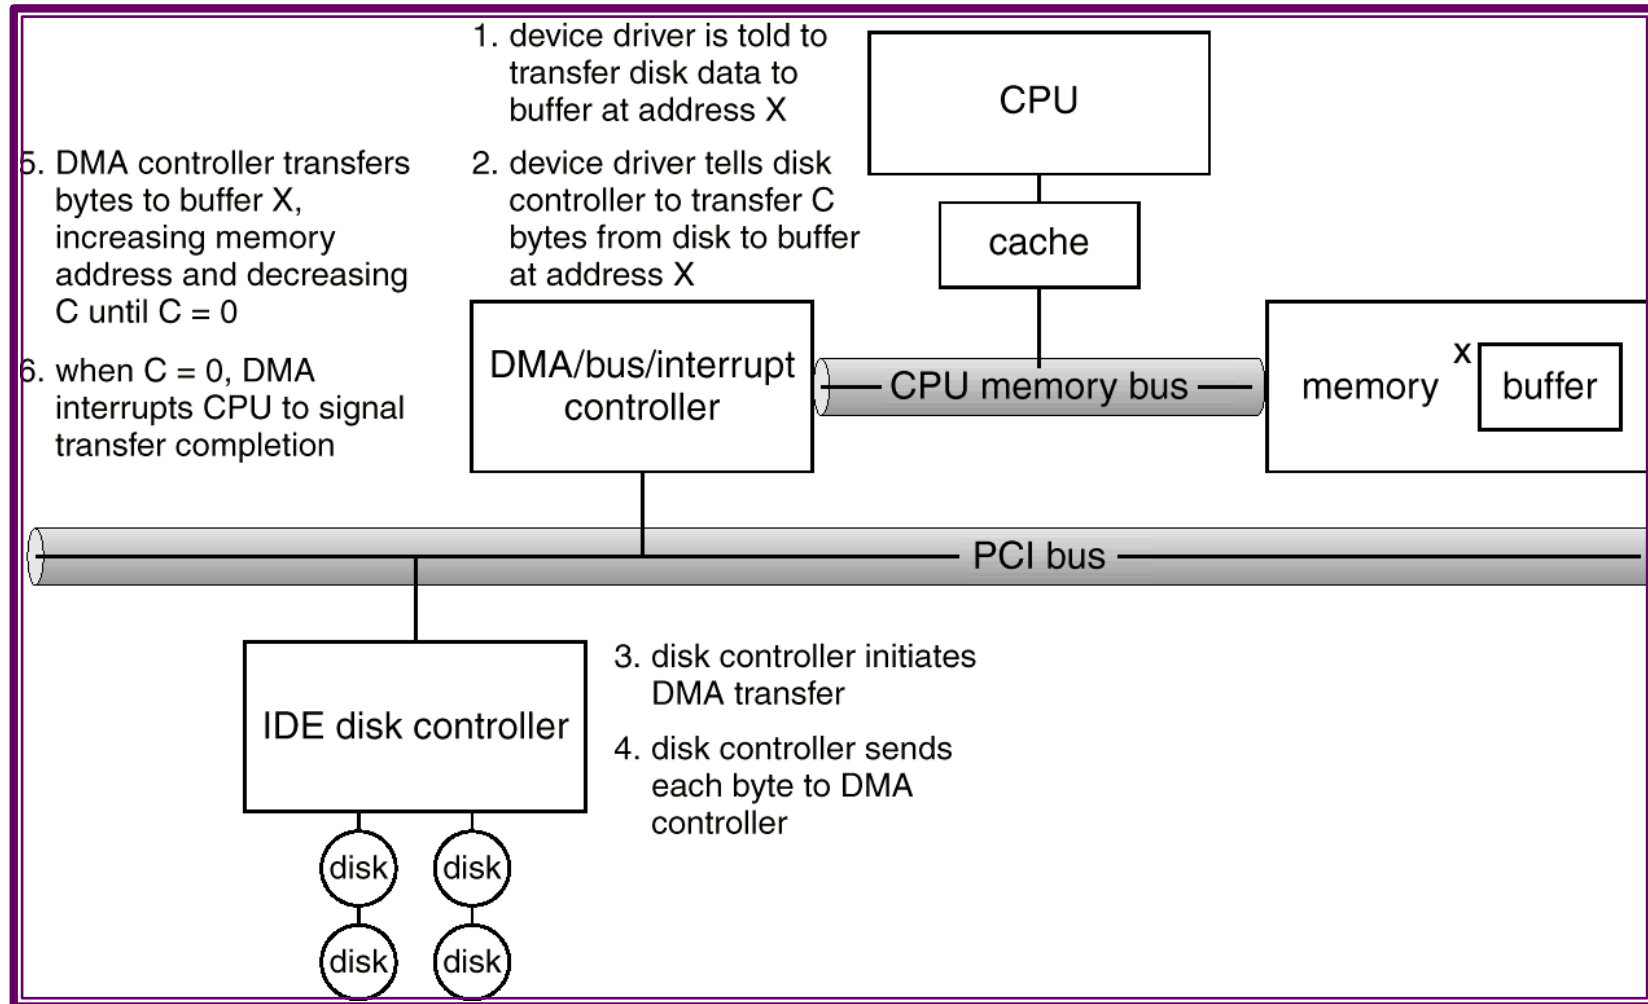 1. device driver is told to
transfer disk data to
buffer at address X
2. device driver tells disk
controller to transfer C
bytes from disk to buffer
at address X
5. DMA controller transfers
bytes to buffer X,
increasing memory
address and decreasing
C until C = 0
6. when C = 0, DMA
interrupts CPU to signal
transfer completion
CPU
cache
DMA/bus/interrupt
controller
CPU memory bus
memory
x
buffer
PCI bus
IDE disk controller
3. disk controller initiates
DMA transfer
4. disk controller sends
each byte to DMA
controller
disk
disk
disk
disk